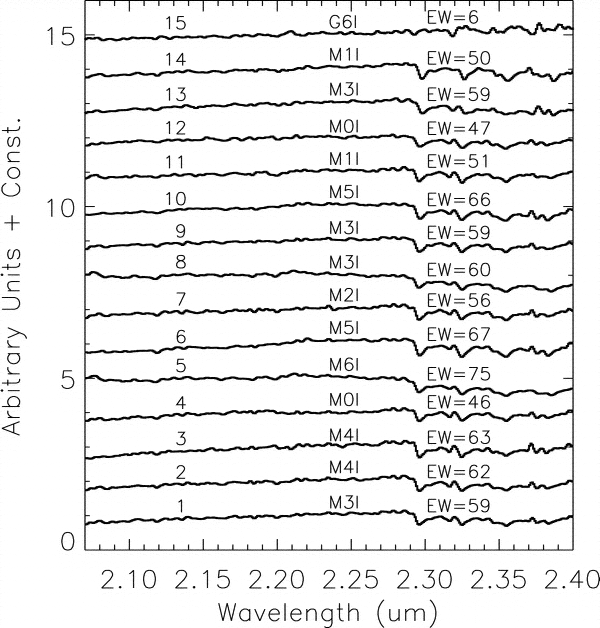 15 15 G6I EW=6
14 M1I EW=50
13 M3I EW=59
12 M0I EW=47
11 M1I EW=51
10 10 M5I EW=66
9 M3I EW=59
8 M3I EW=60
7 M2I EW=56
6 M5I EW=67
5 5 M6I EW=75
4 M0I EW=46
3 M4I EW=63
2 M4I EW=62
1 M3I EW=59
0
2.10 2.15 2.20 2.25 2.30 2.35 2.40
Wavelength (um)
Arbitrary Units + Const.